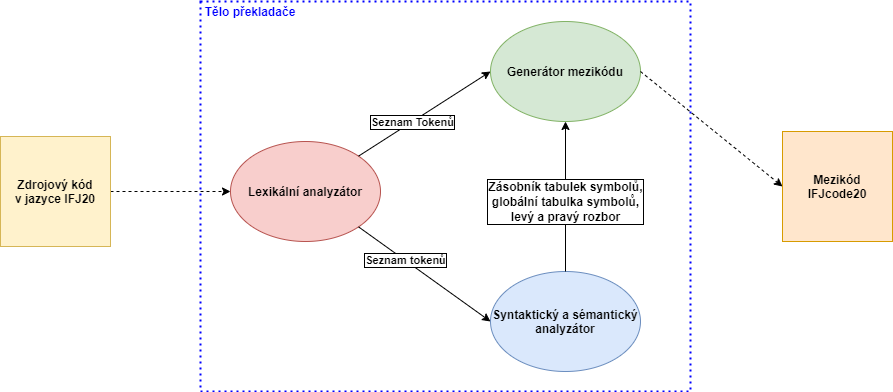 Tělo překladače
Generátor mezikódu
Seznam Tokenů
Zdrojový kód
v jazyce IFJ20
Lexikální analyzátor
Zásobník tabulek symbolů,
globální tabulka symbolů,
levý a pravý rozbor
Mezikód
IFJcode20
Seznam tokenů
Syntaktický a sémantický
analyzátor